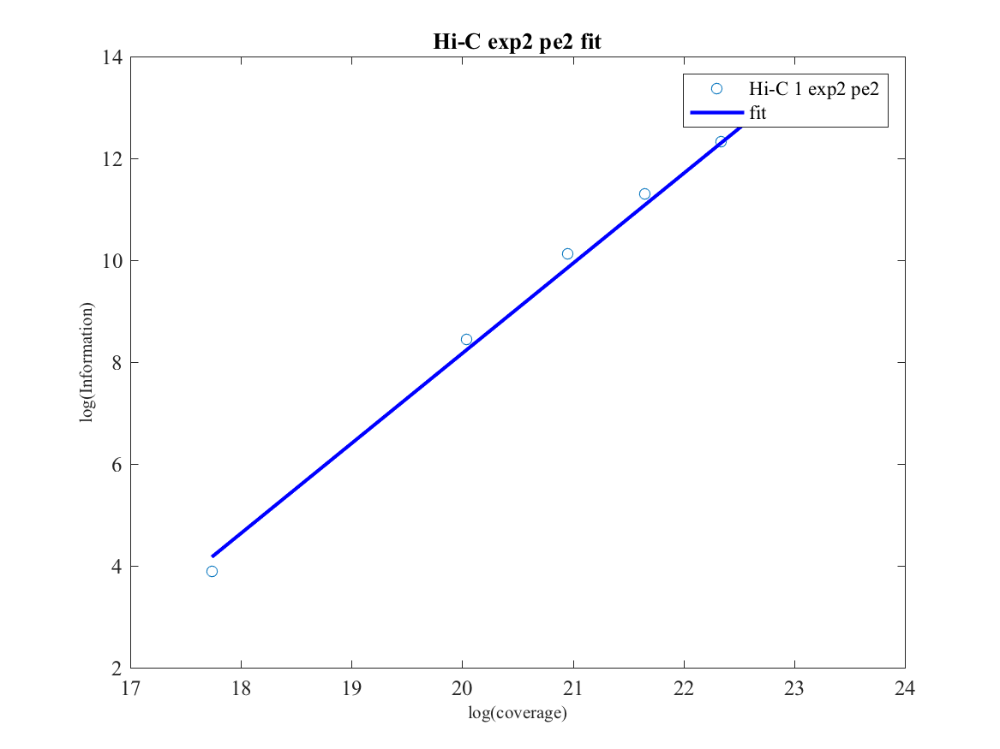 Hi-C exp2 pe2 fit
14
12
10
8
6
4
2
log(Information)
Hi-C 1 exp2 pe2
fit
17 18 19 20 21 22 23 24
log(coverage)